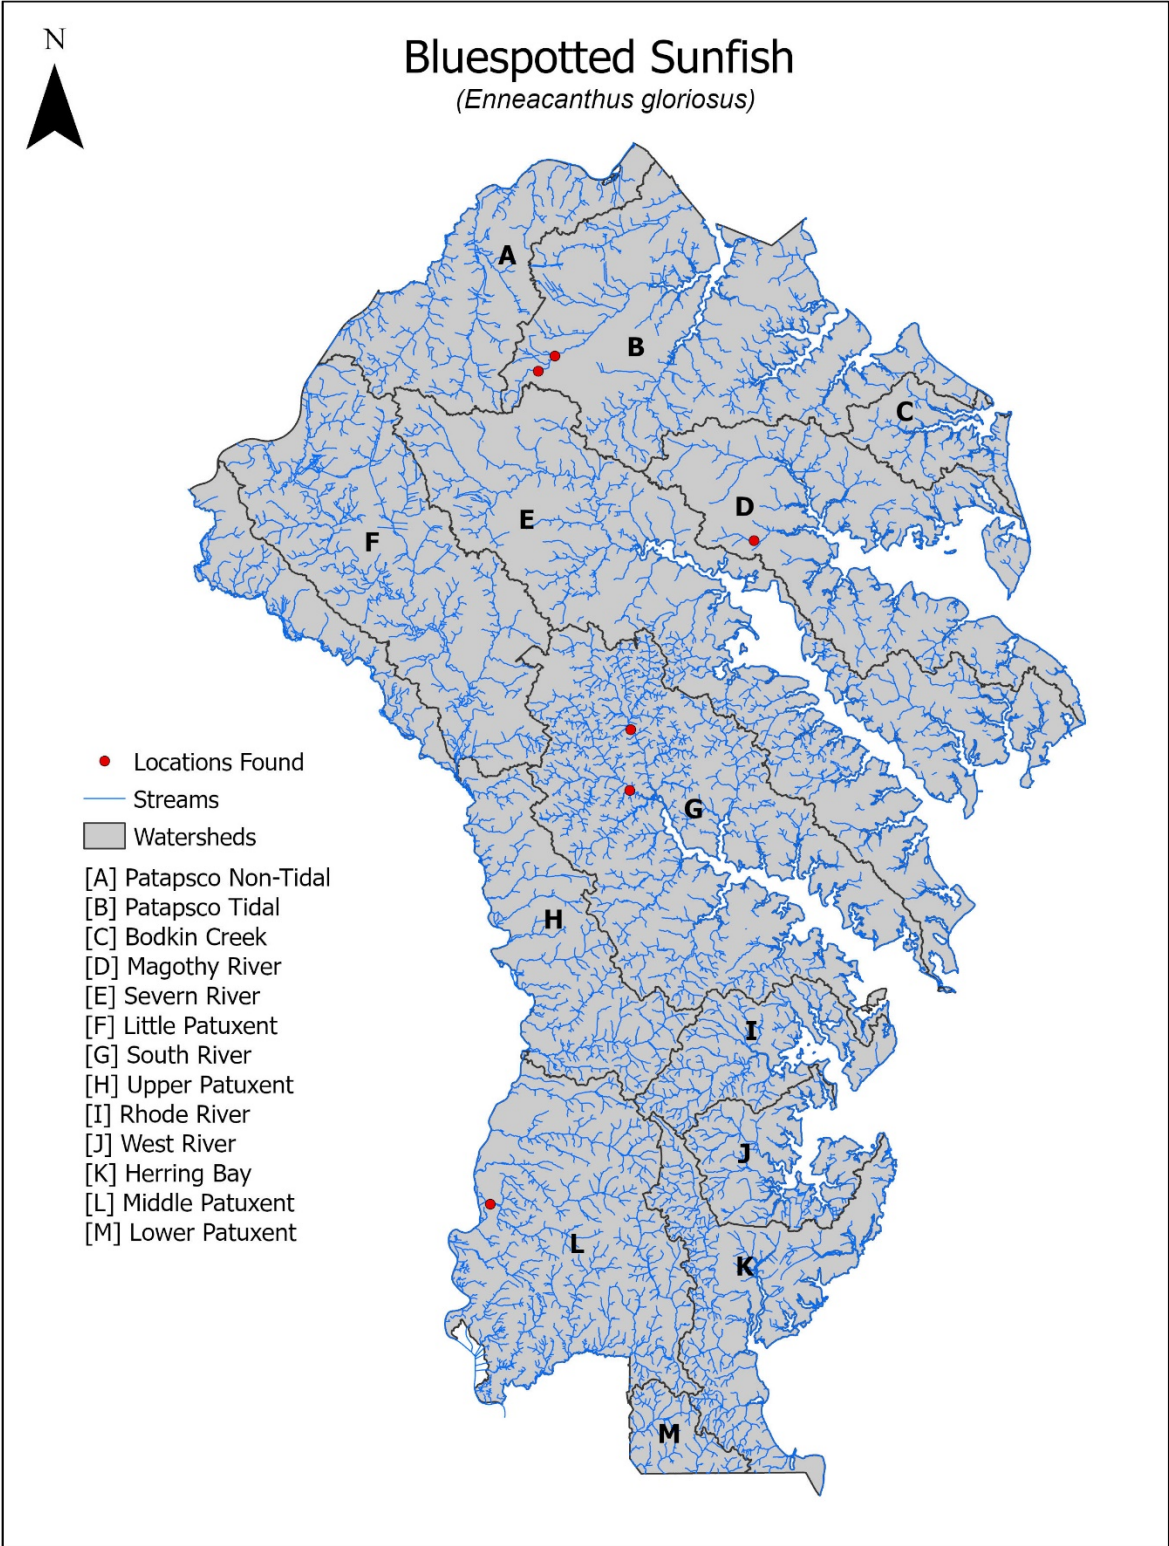 N
Bluespotted Sunfish
(Enneacanthus gloriosus)
A
B
C
D
E
F
G
H
I
J
K
L
M
Locations Found
Streams
Watersheds
[A] Patapsco Non-Tidal
[B] Patapsco Tidal
[C] Bodkin Creek
[D] Magothy River
[E] Severn River
[F] Little Patuxent
[G] South River
[H] Upper Patuxent
[I] Rhode River
[J] West River
[K] Herring Bay
[L] Middle Patuxent
[M] Lower Patuxent